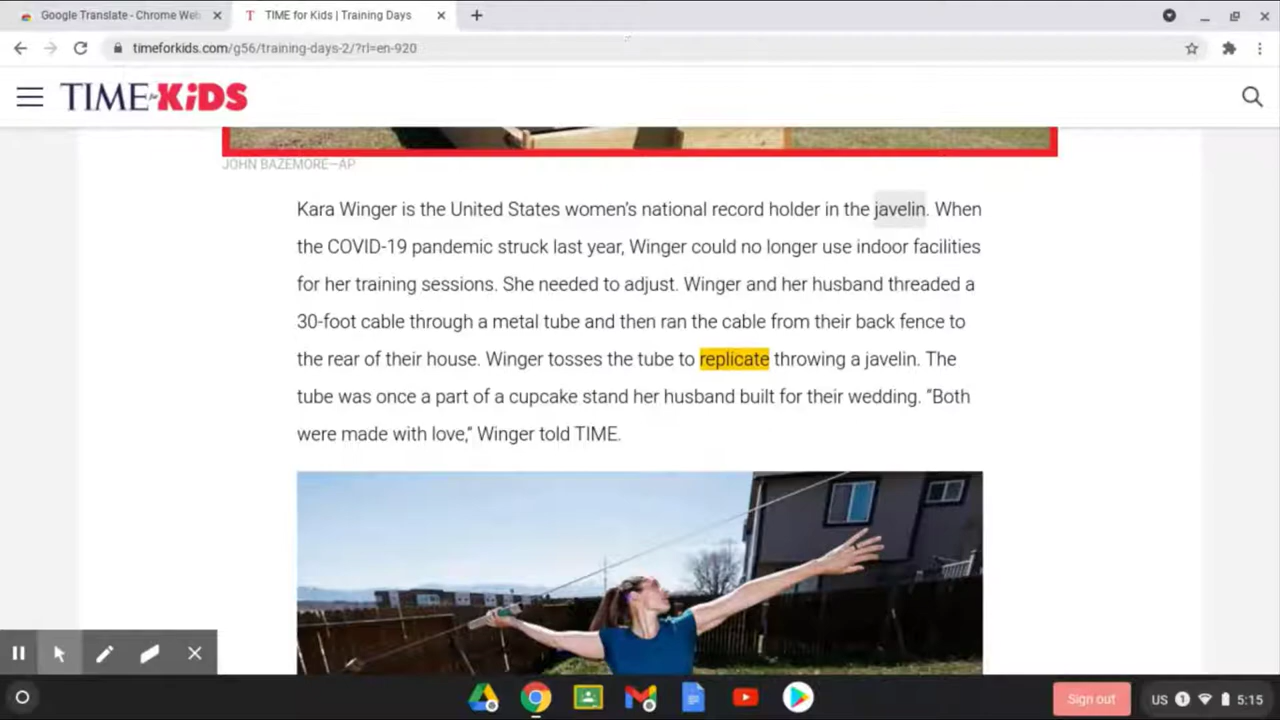 Google Translate - Chrome Web
TIME for Kids | Training Days
timeforkids.com/g56/training-days-2/?rl=en-920
TIME for KiDS
JOHN BAZEMORE—AP
Kara Winger is the United States women's national record holder in the javelin. When
the COVID-19 pandemic struck last year, Winger could no longer use indoor facilities
for her training sessions. She needed to adjust. Winger and her husband threaded a
30-foot cable through a metal tube and then ran the cable from their back fence to
the rear of their house. Winger tosses the tube to replicate throwing a javelin. The
tube was once a part of a cupcake stand her husband built for their wedding. “Both
were made with love,” Winger told TIME.
Sign out US 1 5:15